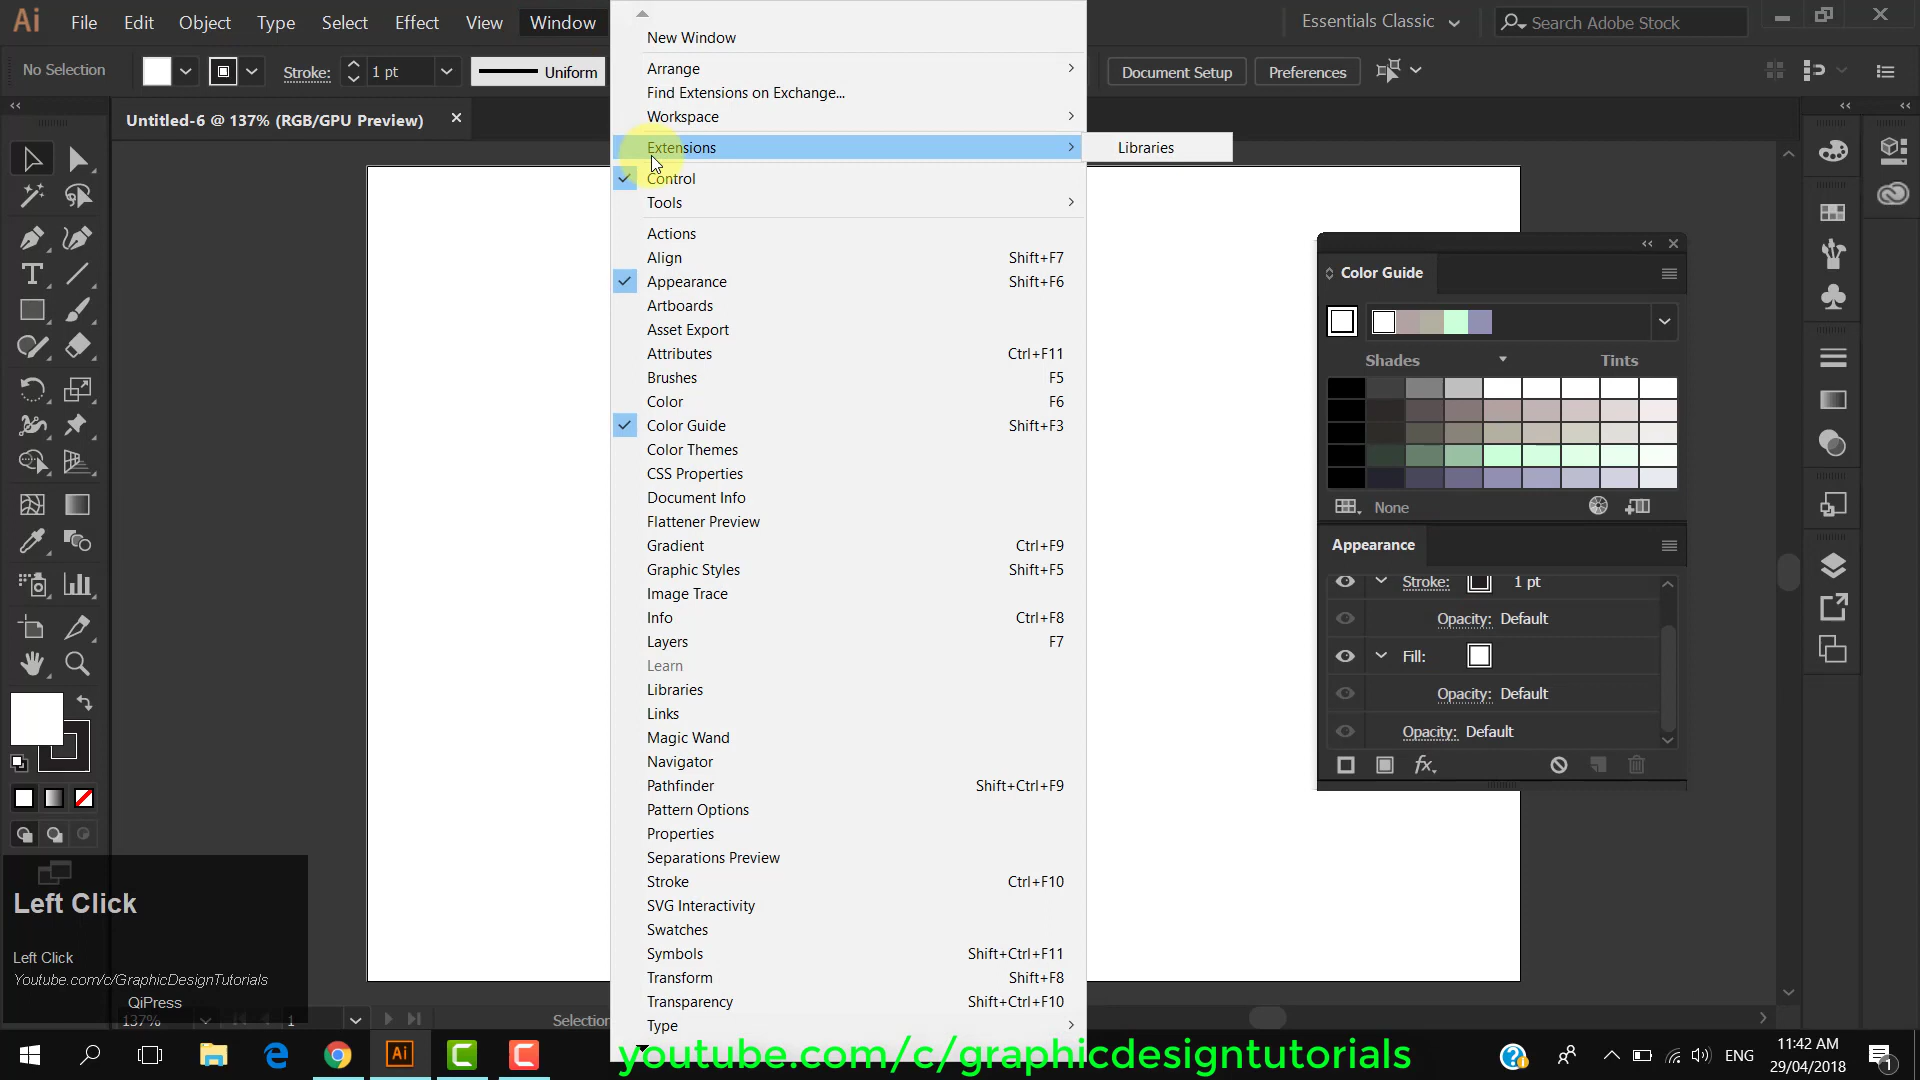 Ai File Edit Object Type Select Effect View Window
Essentials Classic
Search Adobe Stock
No Selection
Stroke: 1 pt
Uniform
Document Setup
Preferences
Untitled-6 @ 137% (RGB/GPU Preview)
New Window
Arrange
Find Extensions on Exchange...
Workspace
Extensions
Libraries
Control
Tools
Actions
Align Shift+F7
Appearance Shift+F6
Artboards
Asset Export
Attributes Ctrl+F11
Brushes F5
Color F6
Color Guide Shift+F3
Color Themes
CSS Properties
Document Info
Flattener Preview
Gradient Ctrl+F9
Graphic Styles Shift+F5
Image Trace
Info Ctrl+F8
Layers F7
Learn
Libraries
Links
Magic Wand
Navigator
Pathfinder Shift+Ctrl+F9
Pattern Options
Properties
Separations Preview
Stroke Ctrl+F10
SVG Interactivity
Swatches
Symbols Shift+Ctrl+F11
Transform Shift+F8
Transparency Shift+Ctrl+F10
Type
Color Guide
Shades Tints
None
Appearance
Stroke: 1 pt
Opacity: Default
Fill:
Opacity: Default
Opacity: Default
fx
Left Click
Left Click
Youtube.com/c/GraphicDesignTutorials
QiPress
137%
1
Selection
youtube.com/c/graphicdesigntutorials
Ai
ENG
11:42 AM
29/04/2018
1